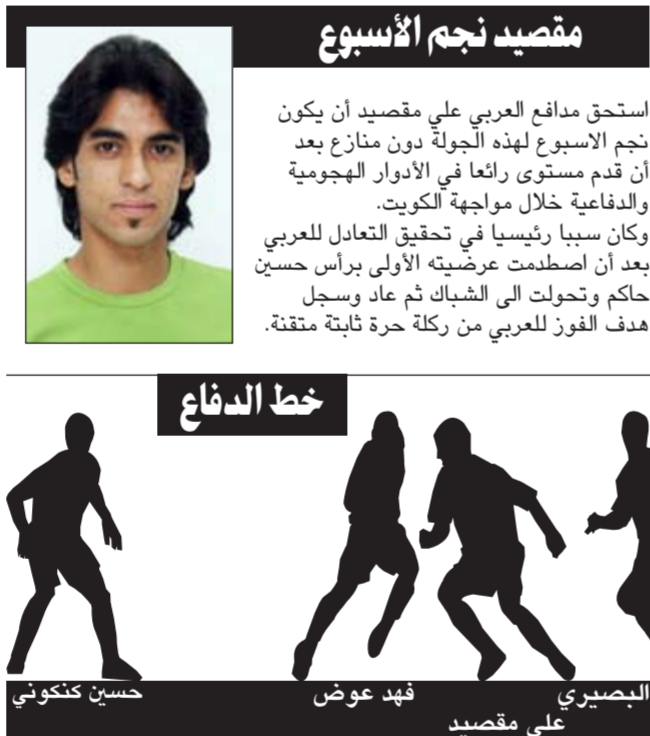 مقصيد نجم الأسبوع
استحق مدافع العربي علي مقصيد أن يكون
نجم الاسبوع لهذه الجولة دون منازع بعد
أن قدم مستوى رائعا في الأدوار الهجومية
والدفاعية خلال مواجهة الكويت.
وكان سببا رئيسيا في تحقيق التعادل للعربي
بعد أن اصطدمت عرضيته الأولى برأس حسين
حاكم وتحولت الى الشباك ثم عاد وسجل
هدف الفوز للعربي من ركلة حرة ثابتة متقنة.
خط الدفاع
البصيري فهد عوض حسين كنكوني
علي مقصيد